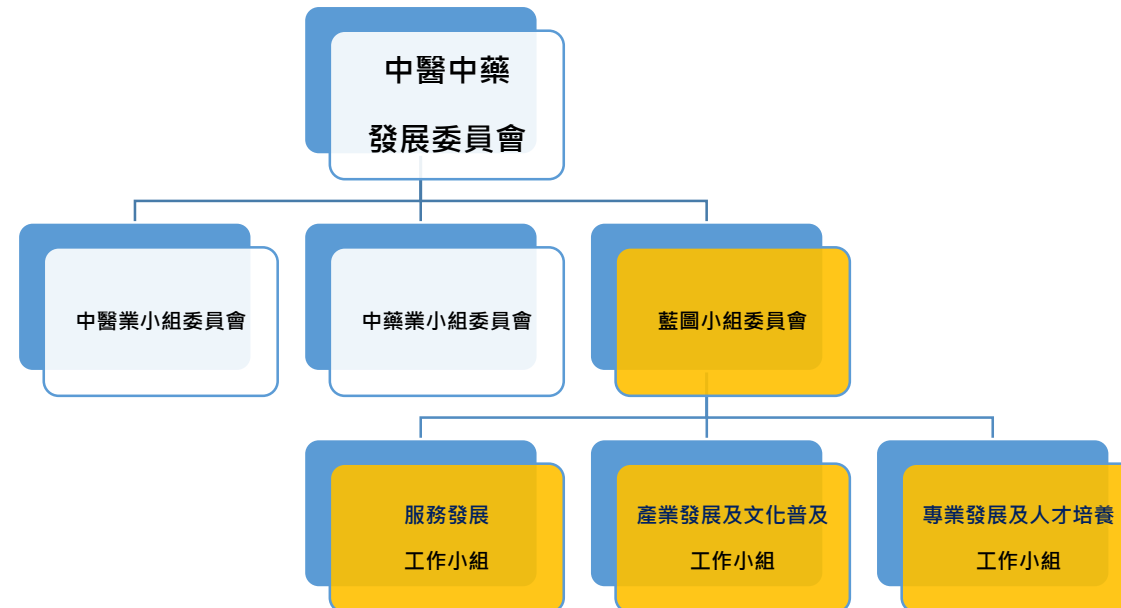 中醫中藥
發展委員會
中醫業小組委員會
中藥業小組委員會
藍圖小組委員會
服務發展
工作小組
產業發展及文化普及
工作小組
專業發展及人才培養
工作小組